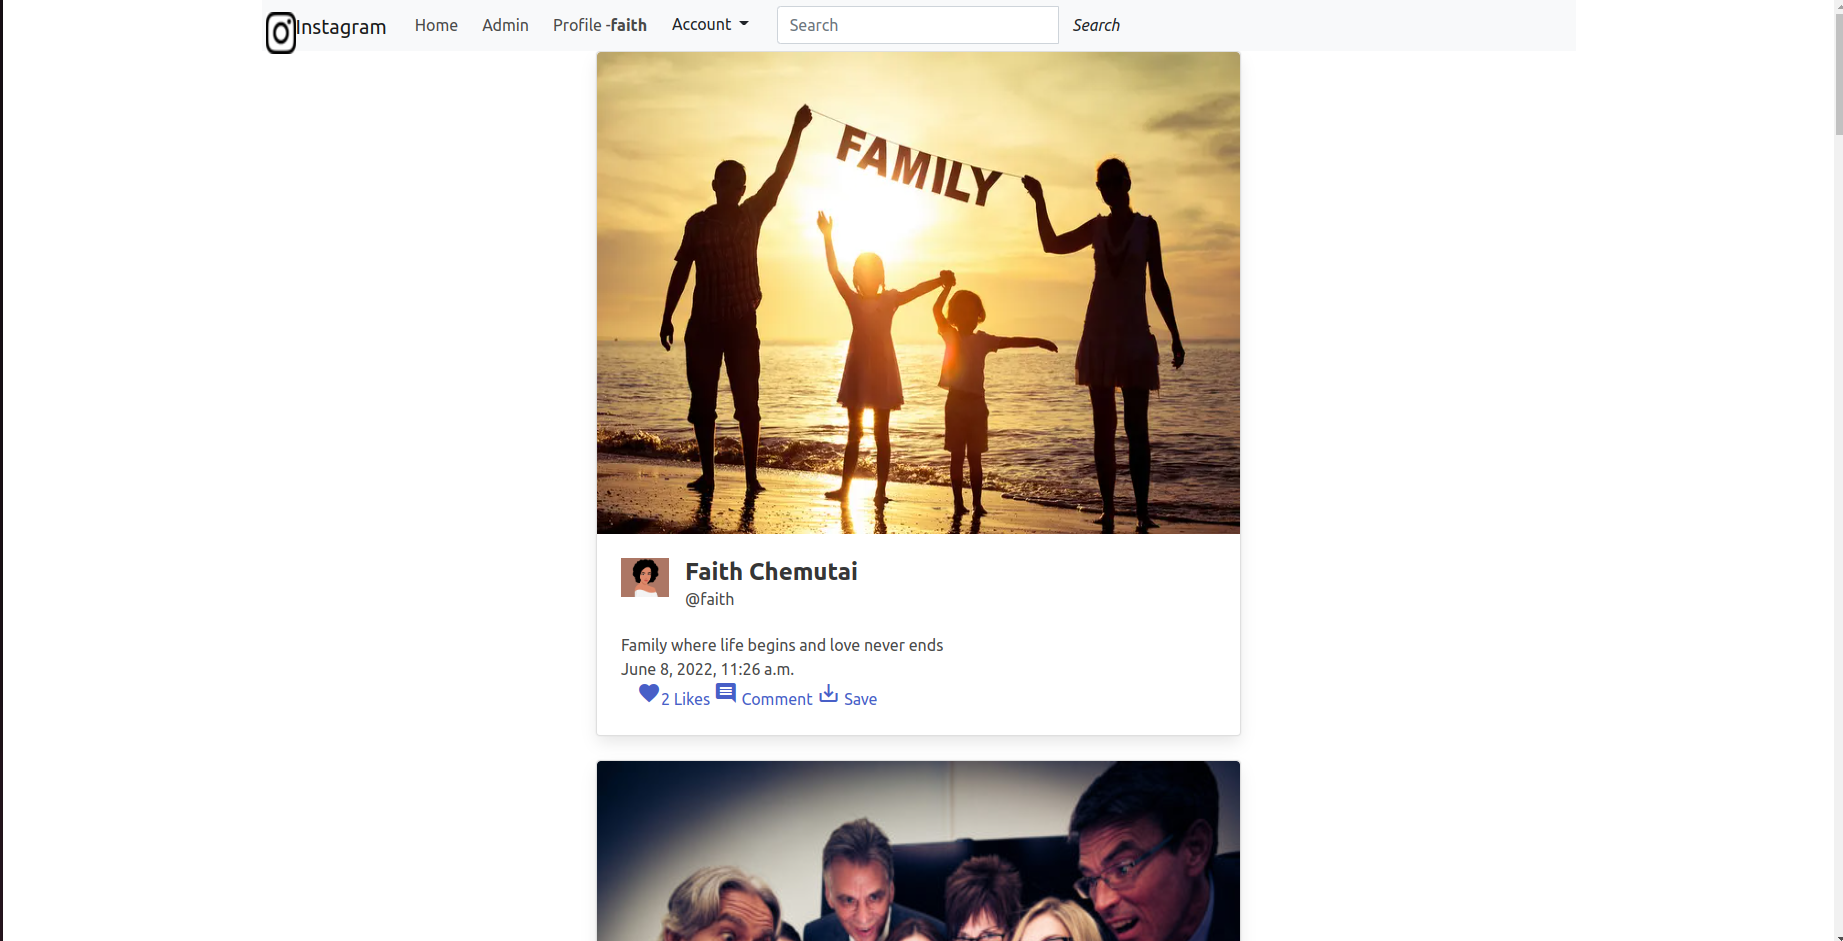 Instagram Home Admin Profile -faith Account Search Search
FAMILY
Faith Chemutai
@faith
Family where life begins and love never ends
June 8, 2022, 11:26 a.m.
2 Likes Comment Save